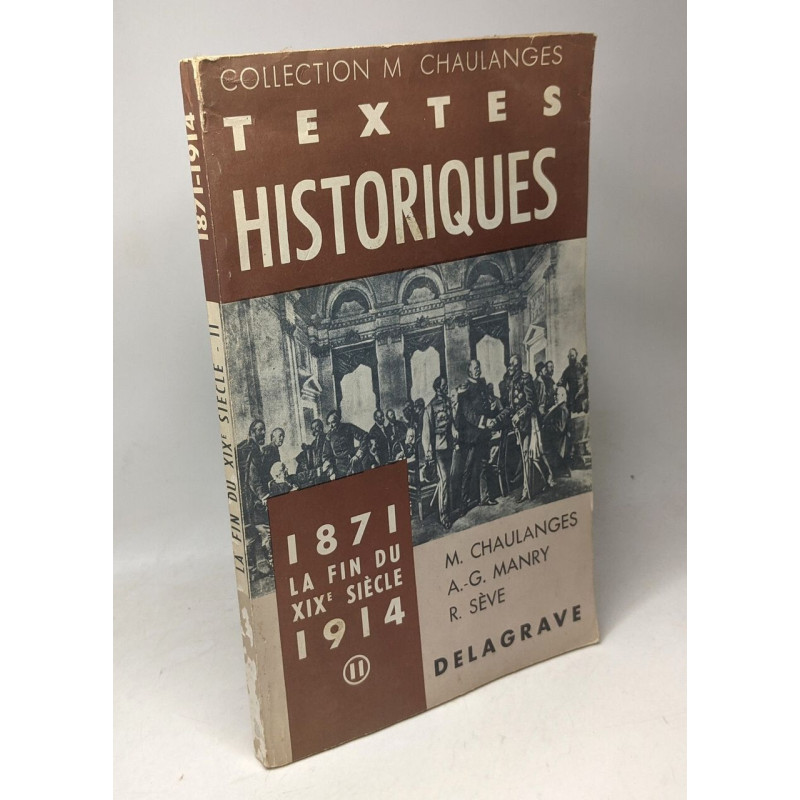 COLLECTION M CHAULANGES
TEXTES
HISTORIQUES
1871
LA FIN DU
XIXE SIÈCLE
1914
II
M. CHAULANGES
A.-G. MANRY
R. SÈVE
DELAGRAVE
1871-1914
LA FIN DU XIXE SIECLE - II